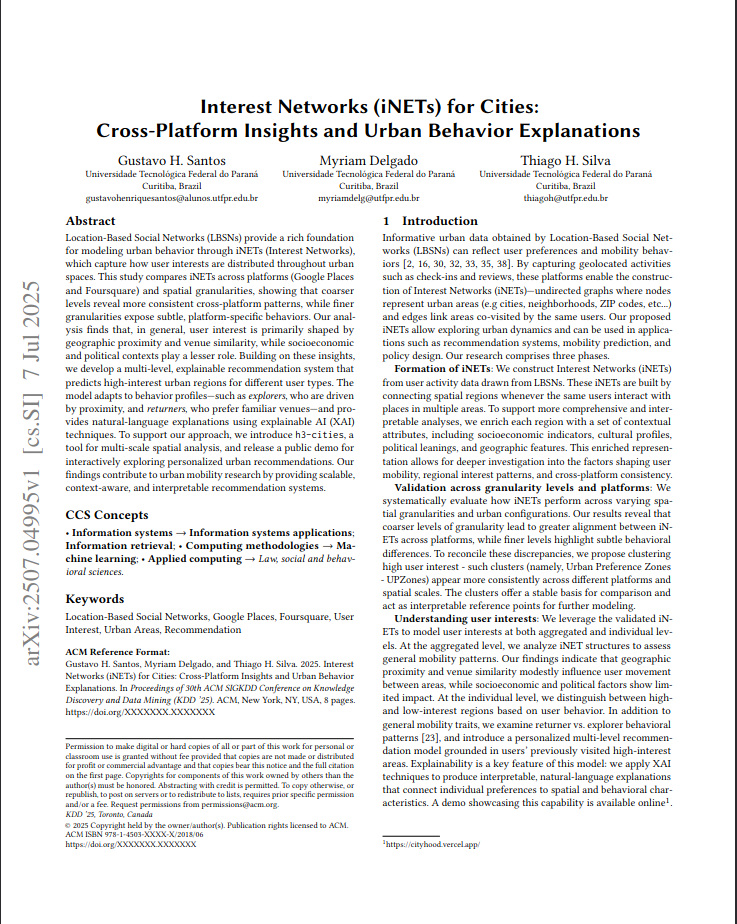 Interest Networks (iNETs) for Cities:
Cross-Platform Insights and Urban Behavior Explanations
Gustavo H. Santos
Universidade Tecnológica Federal do Paraná
Curitiba, Brazil
gustavohenriquesantos@alunos.utfpr.edu.br
Myriam Delgado
Universidade Tecnológica Federal do Paraná
Curitiba, Brazil
myriamdelg@utfpr.edu.br
Thiago H. Silva
Universidade Tecnológica Federal do Paraná
Curitiba, Brazil
thiagoh@utfpr.edu.br
Abstract
Location-Based Social Networks (LBSNs) provide a rich foundation
for modeling urban behavior through iNETs (Interest Networks),
which capture how user interests are distributed throughout urban
spaces. This study compares iNETs across platforms (Google Places
and Foursquare) and spatial granularities, showing that coarser
levels reveal more consistent cross-platform patterns, while finer
granularities expose subtle, platform-specific behaviors. Our anal-
ysis finds that, in general, user interest is primarily shaped by
geographic proximity and venue similarity, while socioeconomic
and political contexts play a lesser role. Building on these insights,
we develop a multi-level, explainable recommendation system that
predicts high-interest urban regions for different user types. The
model adapts to behavior profiles—such as explorers, who are driven
by proximity, and returners, who prefer familiar venues—and pro-
vides natural-language explanations using explainable AI (XAI)
techniques. To support our approach, we introduce h3-cities, a
tool for multi-scale spatial analysis, and release a public demo for
interactively exploring personalized urban recommendations. Our
findings contribute to urban mobility research by providing scalable,
context-aware, and interpretable recommendation systems.
CCS Concepts
• Information systems → Information systems applications;
Information retrieval; • Computing methodologies → Ma-
chine learning; • Applied computing → Law, social and behav-
ioral sciences.
Keywords
Location-Based Social Networks, Google Places, Foursquare, User
Interest, Urban Areas, Recommendation
ACM Reference Format:
Gustavo H. Santos, Myriam Delgado, and Thiago H. Silva. 2025. Interest
Networks (iNETs) for Cities: Cross-Platform Insights and Urban Behavior
Explanations. In Proceedings of 30th ACM SIGKDD Conference on Knowledge
Discovery and Data Mining (KDD '25). ACM, New York, NY, USA, 8 pages.
https://doi.org/XXXXXXX.XXXXXXX
Permission to make digital or hard copies of all or part of this work for personal or
classroom use is granted without fee provided that copies are not made or distributed
for profit or commercial advantage and that copies bear this notice and the full citation
on the first page. Copyrights for components of this work owned by others than the
author(s) must be honored. Abstracting with credit is permitted. To copy otherwise, or
republish, to post on servers or to redistribute to lists, requires prior specific permission
and/or a fee. Request permissions from permissions@acm.org.
KDD '25, Toronto, Canada
© 2025 Copyright held by the owner/author(s). Publication rights licensed to ACM.
ACM ISBN 978-1-4503-XXXX-X/2018/06
https://doi.org/XXXXXXX.XXXXXXX
1 Introduction
Informative urban data obtained by Location-Based Social Net-
works (LBSNs) can reflect user preferences and mobility behav-
iors [2, 16, 30, 32, 33, 35, 38]. By capturing geolocated activities
such as check-ins and reviews, these platforms enable the construc-
tion of Interest Networks (iNETs)—undirected graphs where nodes
represent urban areas (e.g cities, neighborhoods, ZIP codes, etc...)
and edges link areas co-visited by the same users. Our proposed
iNETs allow exploring urban dynamics and can be used in applica-
tions such as recommendation systems, mobility prediction, and
policy design. Our research comprises three phases.
Formation of iNETs: We construct Interest Networks (iNETs)
from user activity data drawn from LBSNs. These iNETs are built by
connecting spatial regions whenever the same users interact with
places in multiple areas. To support more comprehensive and inter-
pretable analyses, we enrich each region with a set of contextual
attributes, including socioeconomic indicators, cultural profiles,
political leanings, and geographic features. This enriched represen-
tation allows for deeper investigation into the factors shaping user
mobility, regional interest patterns, and cross-platform consistency.
Validation across granularity levels and platforms: We
systematically evaluate how iNETs perform across varying spa-
tial granularities and urban configurations. Our results reveal that
coarser levels of granularity lead to greater alignment between iN-
ETs across platforms, while finer levels highlight subtle behavioral
differences. To reconcile these discrepancies, we propose clustering
high user interest - such clusters (namely, Urban Preference Zones
- UPZones) appear more consistently across different platforms and
spatial scales. The clusters offer a stable basis for comparison and
act as interpretable reference points for further modeling.
Understanding user interests: We leverage the validated iN-
ETs to model user interests at both aggregated and individual lev-
els. At the aggregated level, we analyze iNET structures to assess
general mobility patterns. Our findings indicate that geographic
proximity and venue similarity modestly influence user movement
between areas, while socioeconomic and political factors show lim-
ited impact. At the individual level, we distinguish between high-
and low-interest regions based on user behavior. In addition to
general mobility traits, we examine returner vs. explorer behavioral
patterns [23], and introduce a personalized multi-level recommen-
dation model grounded in users' previously visited high-interest
areas. Explainability is a key feature of this model: we apply XAI
techniques to produce interpretable, natural-language explanations
that connect individual preferences to spatial and behavioral char-
acteristics. A demo showcasing this capability is available online1.
1https://cityhood.vercel.app/
arXiv:2507.04995v1 [cs.SI] 7 Jul 2025